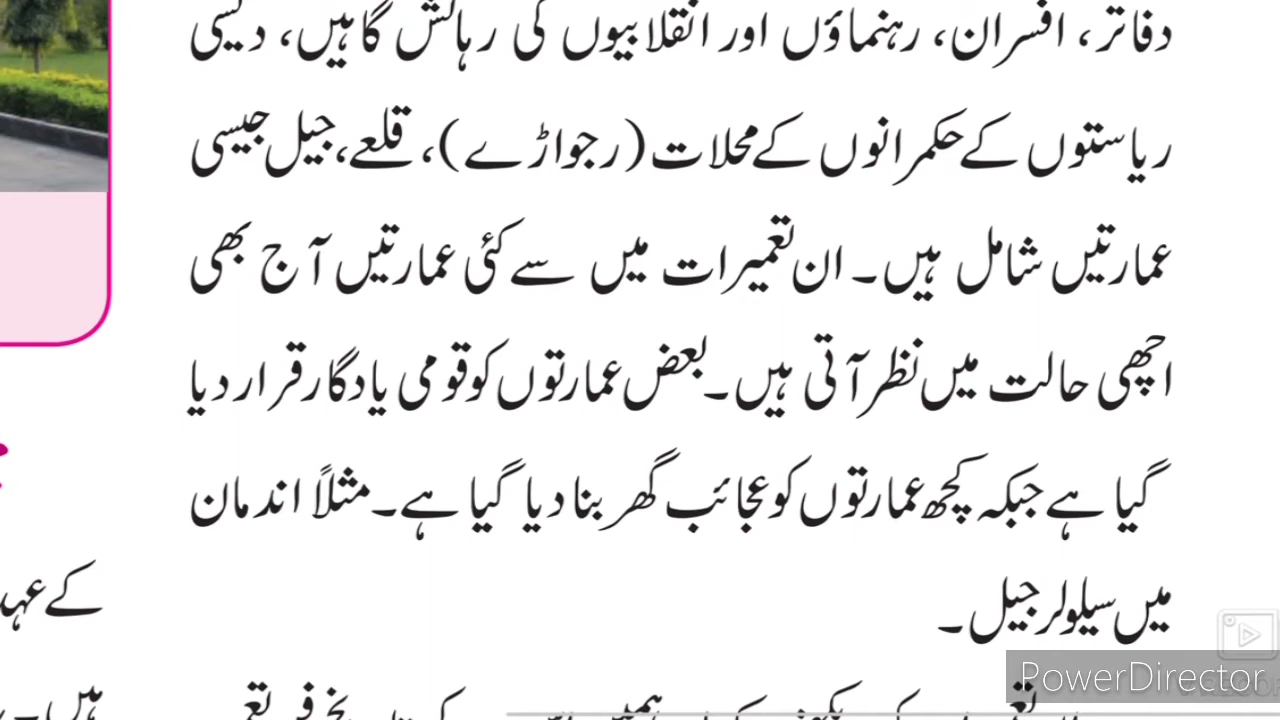 دفاتر، افسران، رہنماؤں اور انقلابیوں کی رہائش گاہیں، دیسی
ریاستوں کے حکمرانوں کے محلات (رجواڑے)، قلعے، جیل جیسی
عمارتیں شامل ہیں۔ ان تعمیرات میں سے کئی عمارتیں آج بھی
اچھی حالت میں نظر آتی ہیں۔ بعض عمارتوں کو قومی یادگار قرار دیا
گیا ہے جبکہ کچھ عمارتوں کو عجائب گھر بنا دیا گیا ہے۔ مثلاً اندمان
میں سیلولر جیل۔
کے عہد
ہیں۔
PowerDirector